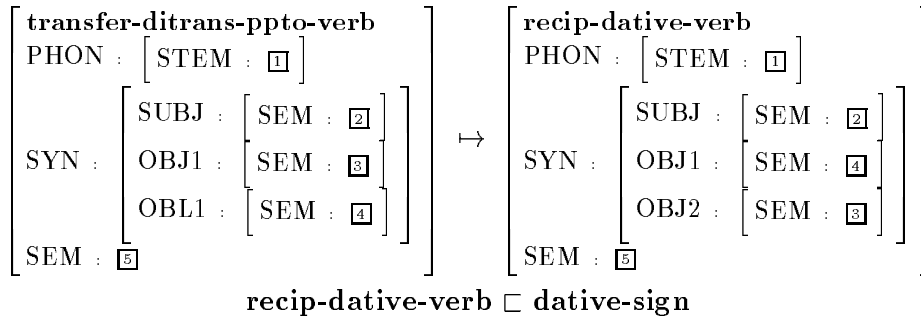 transfer-ditrans-ppto-verb recip-dative-verb
PHON : [ STEM : 1 ] PHON : [ STEM : 1 ]
SUBJ : [ SEM : 2 ] SUBJ : [ SEM : 2 ]
SYN : OBJ1 : [ SEM : 3 ] ↦ SYN : OBJ1 : [ SEM : 4 ]
OBL1 : [ SEM : 4 ] OBJ2 : [ SEM : 3 ]
SEM : 5 SEM : 5
recip-dative-verb ⊏ dative-sign